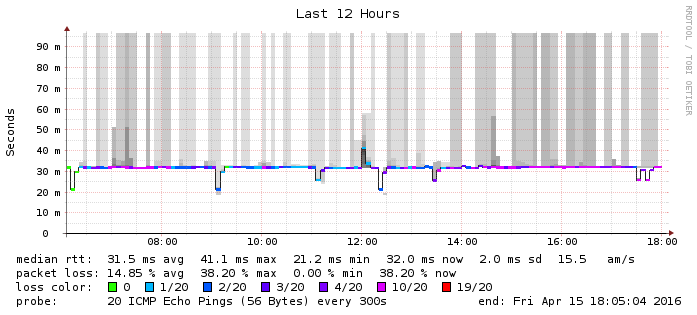 Last 12 Hours
RRDTOOL / TOBI OETIKER
Seconds
90 m
80 m
70 m
60 m
50 m
40 m
30 m
20 m
10 m
0
08:00 10:00 12:00 14:00 16:00 18:00
median rtt: 31.5 ms avg 41.1 ms max 21.2 ms min 32.0 ms now 2.0 ms sd 15.5 am/s
packet loss: 14.85 % avg 38.20 % max 0.00 % min 38.20 % now
loss color: 0 1/20 2/20 3/20 4/20 10/20 19/20
probe: 20 ICMP Echo Pings (56 Bytes) every 300s end: Fri Apr 15 18:05:04 2016